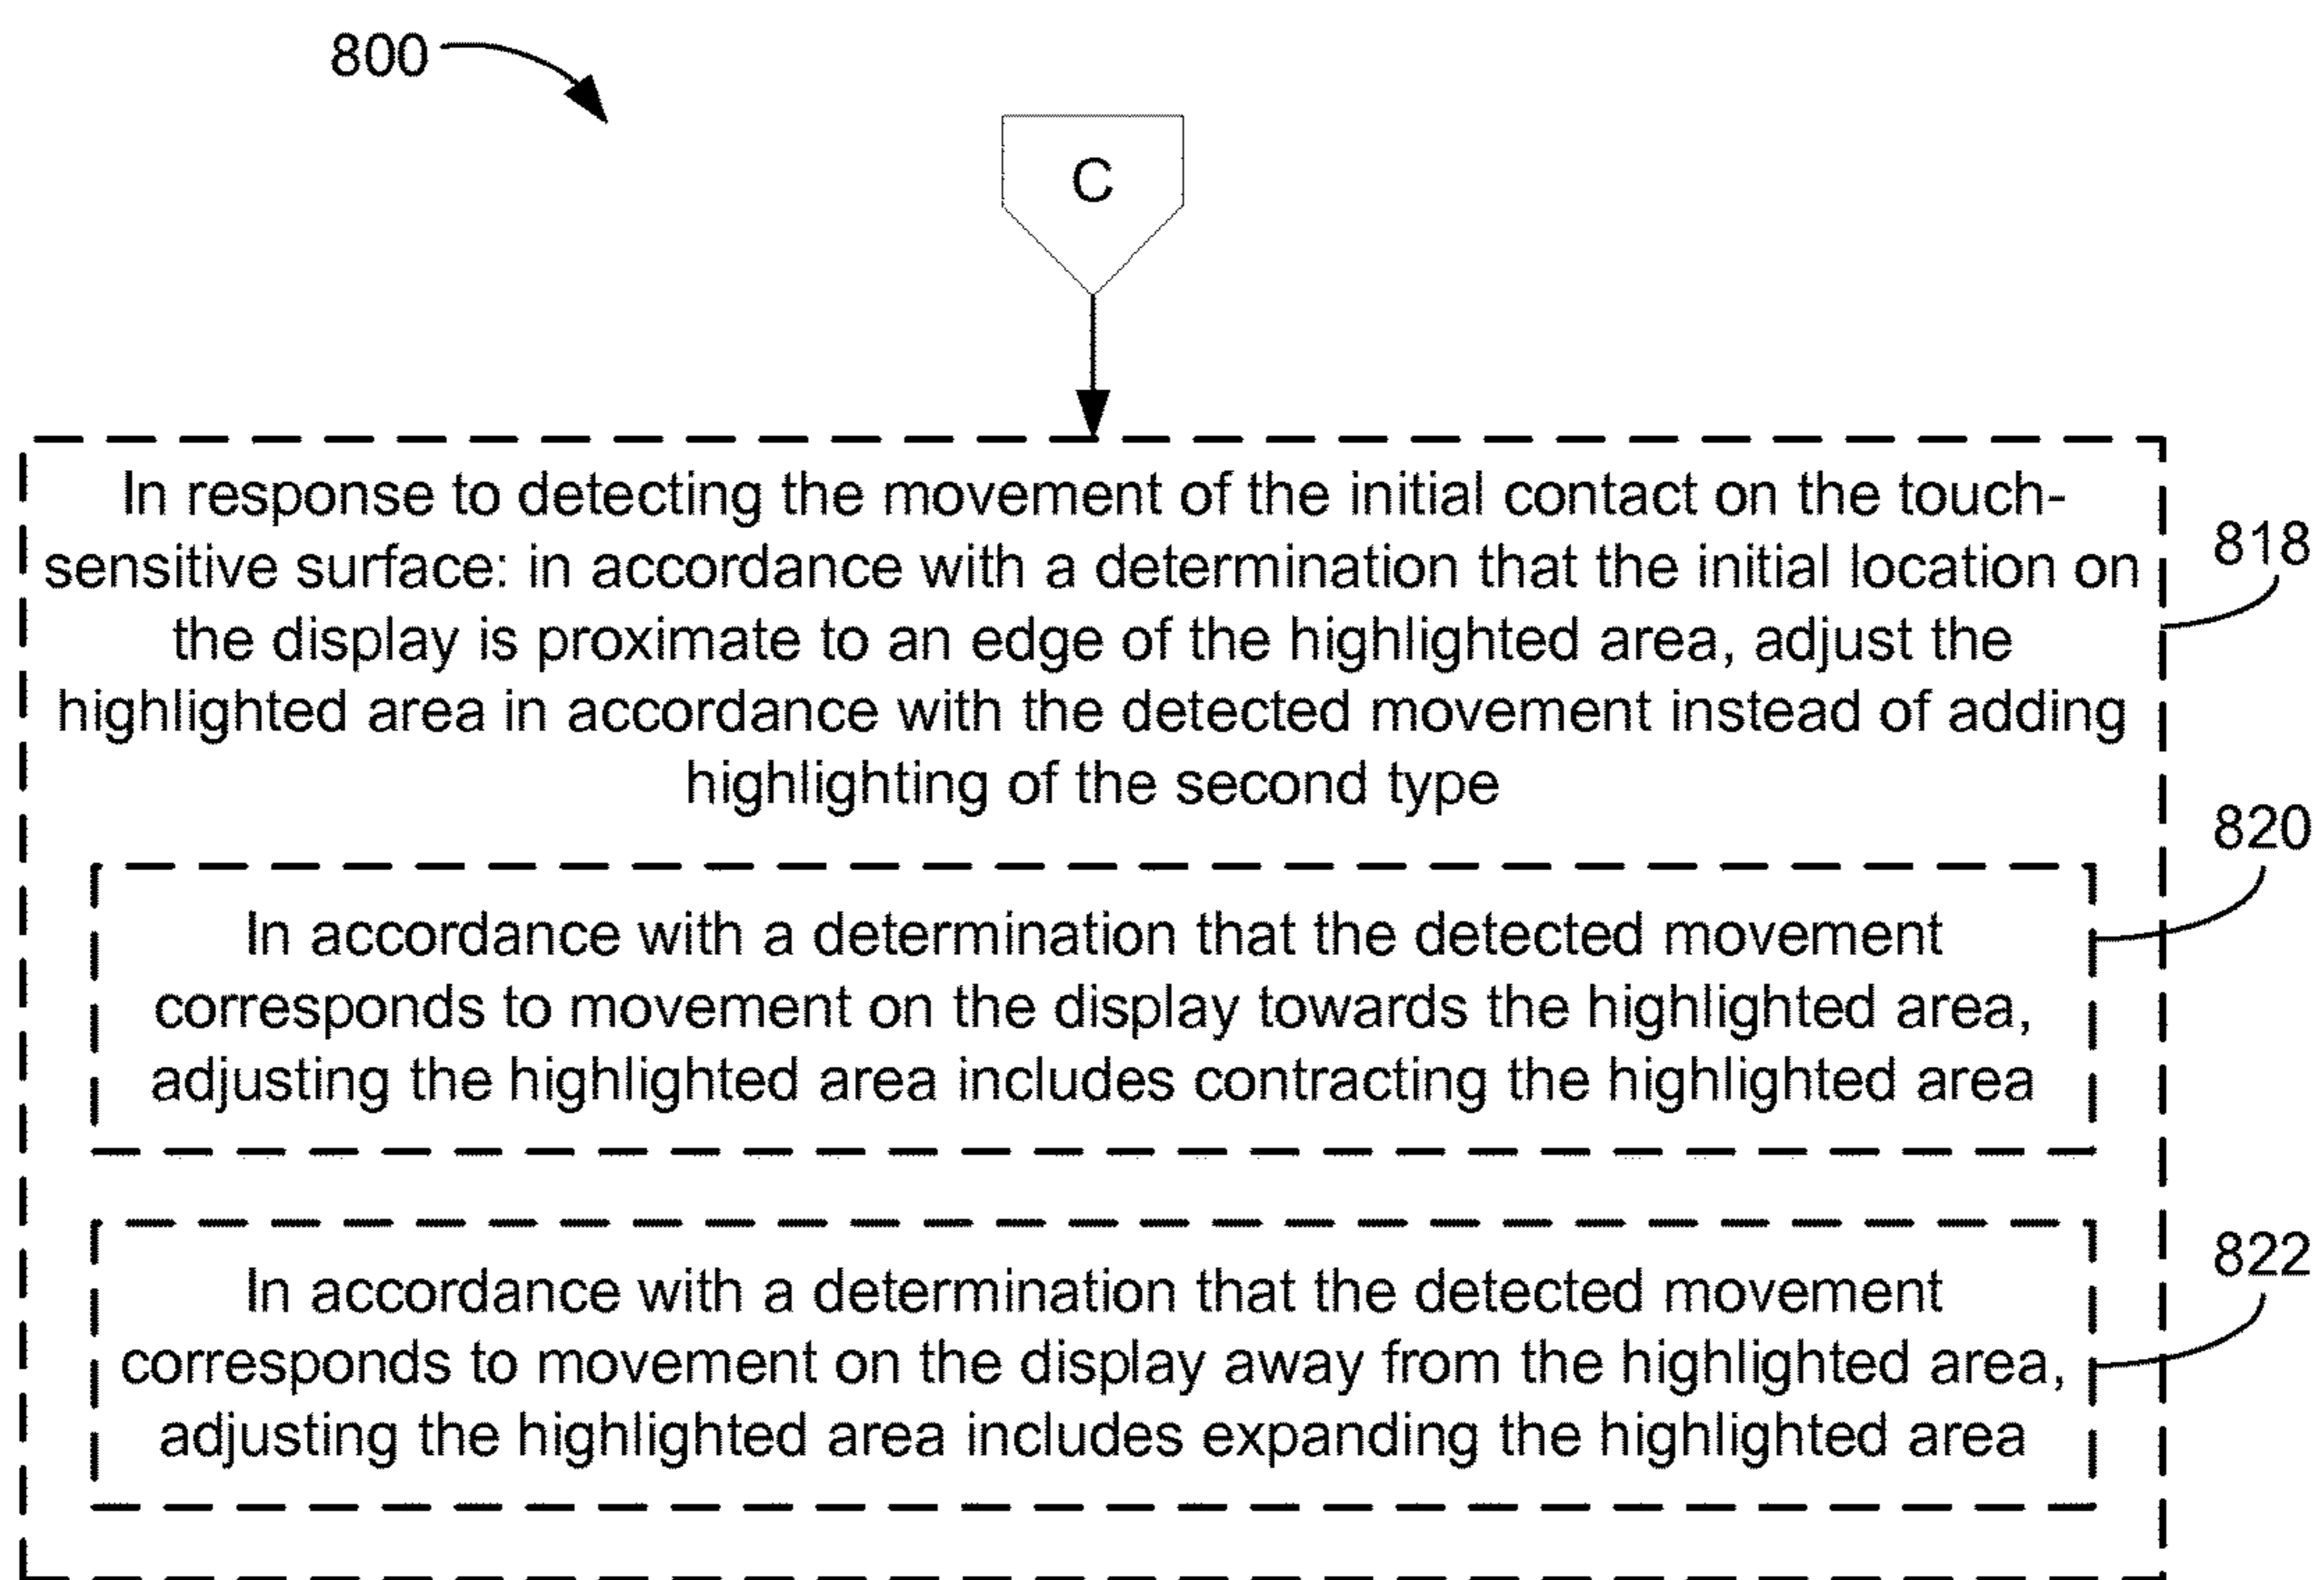 800
C
In response to detecting the movement of the initial contact on the touch-
sensitive surface: in accordance with a determination that the initial location on
the display is proximate to an edge of the highlighted area, adjust the
highlighted area in accordance with the detected movement instead of adding
highlighting of the second type
818
820
In accordance with a determination that the detected movement
corresponds to movement on the display towards the highlighted area,
adjusting the highlighted area includes contracting the highlighted area
822
In accordance with a determination that the detected movement
corresponds to movement on the display away from the highlighted area,
adjusting the highlighted area includes expanding the highlighted area